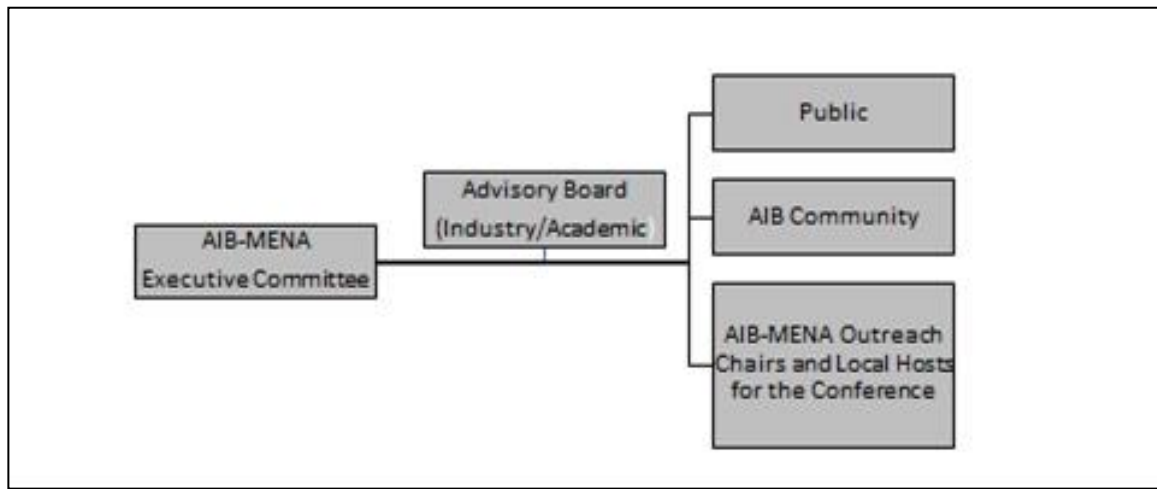 Public
Advisory Board
(Industry/Academic)
AIB Community
AIB-MENA
Executive Committee
AIB-MENA Outreach
Chairs and Local Hosts
for the Conference